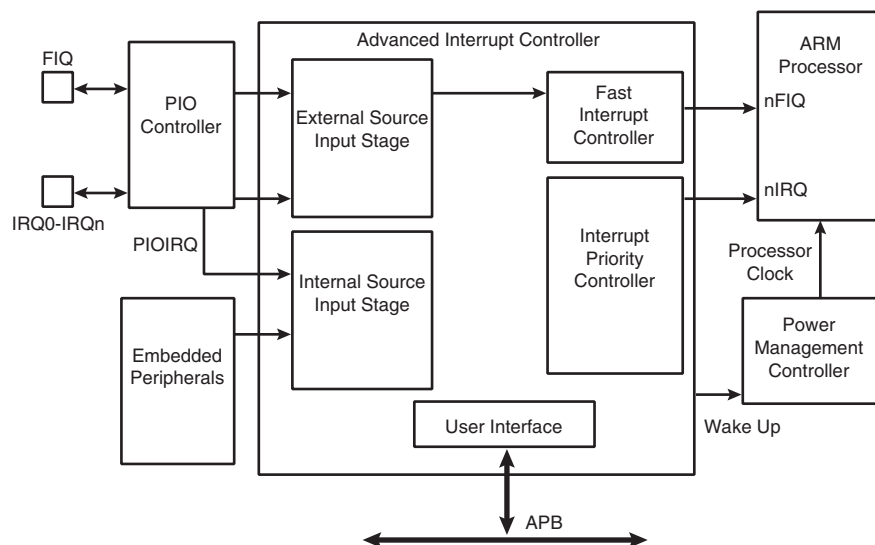 Advanced Interrupt Controller
FIQ
PIO
Controller
IRQ0-IRQn
PIOIRQ
Embedded
Peripherals
External Source
Input Stage
Internal Source
Input Stage
Fast
Interrupt
Controller
Interrupt
Priority
Controller
User Interface
APB
ARM
Processor
nFIQ
nIRQ
Processor
Clock
Power
Management
Controller
Wake Up